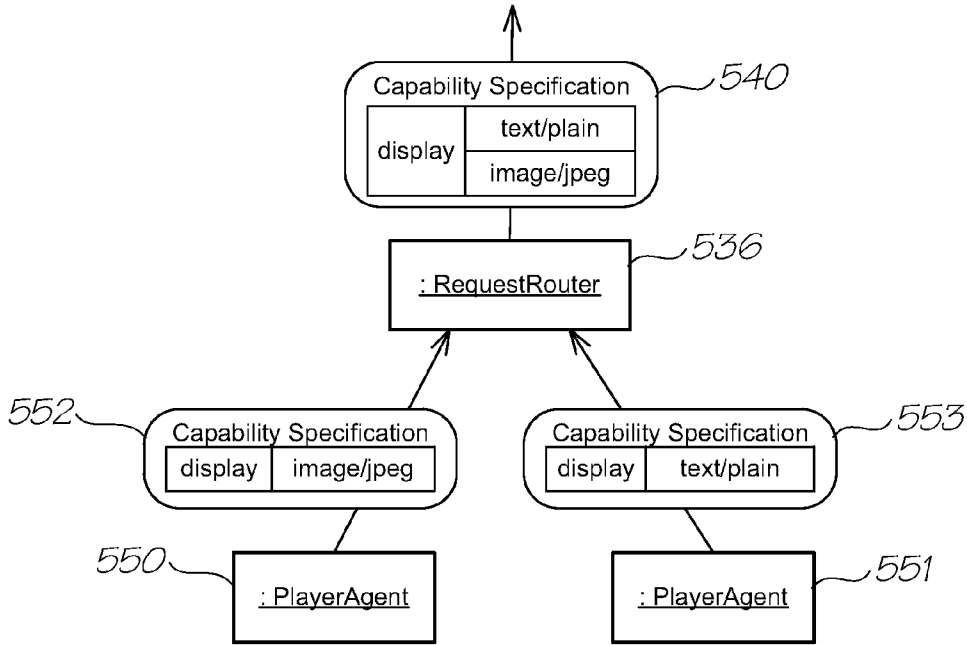 Capability Specification
540
display
text/plain
image/jpeg
536
: RequestRouter
552
Capability Specification
display image/jpeg
553
Capability Specification
display text/plain
550
: PlayerAgent
551
: PlayerAgent